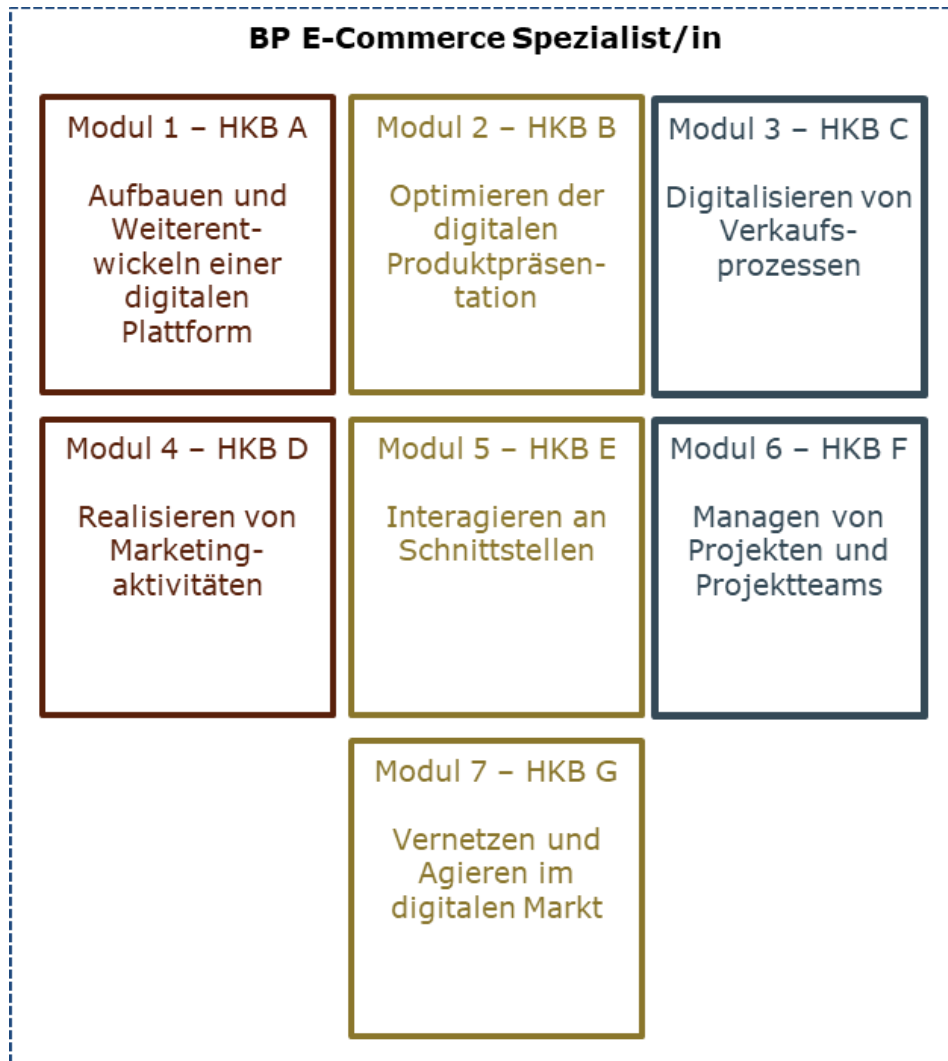 BP E-Commerce Spezialist/in
Modul 1 – HKB A
Aufbauen und
Weiterent-
wickeln einer
digitalen
Plattform
Modul 2 – HKB B
Optimieren der
digitalen
Produktpräsen-
tation
Modul 3 – HKB C
Digitalisieren von
Verkaufs-
prozessen
Modul 4 – HKB D
Realisieren von
Marketing-
aktivitäten
Modul 5 – HKB E
Interagieren an
Schnittstellen
Modul 6 – HKB F
Managen von
Projekten und
Projektteams
Modul 7 – HKB G
Vernetzen und
Agieren im
digitalen Markt